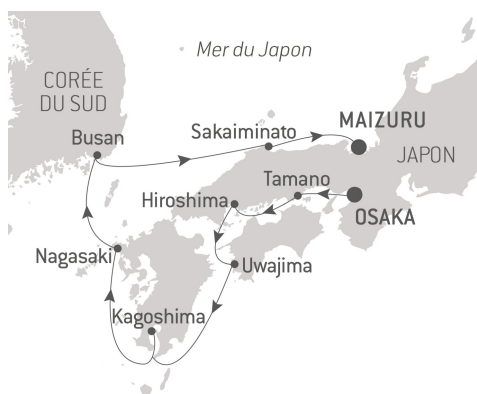 Mer du Japon
CORÉE
DU SUD
Busan
Sakaiminato
MAIZURU
JAPON
Tamano
Hiroshima
OSAKA
Nagasaki
Uwajima
Kagoshima